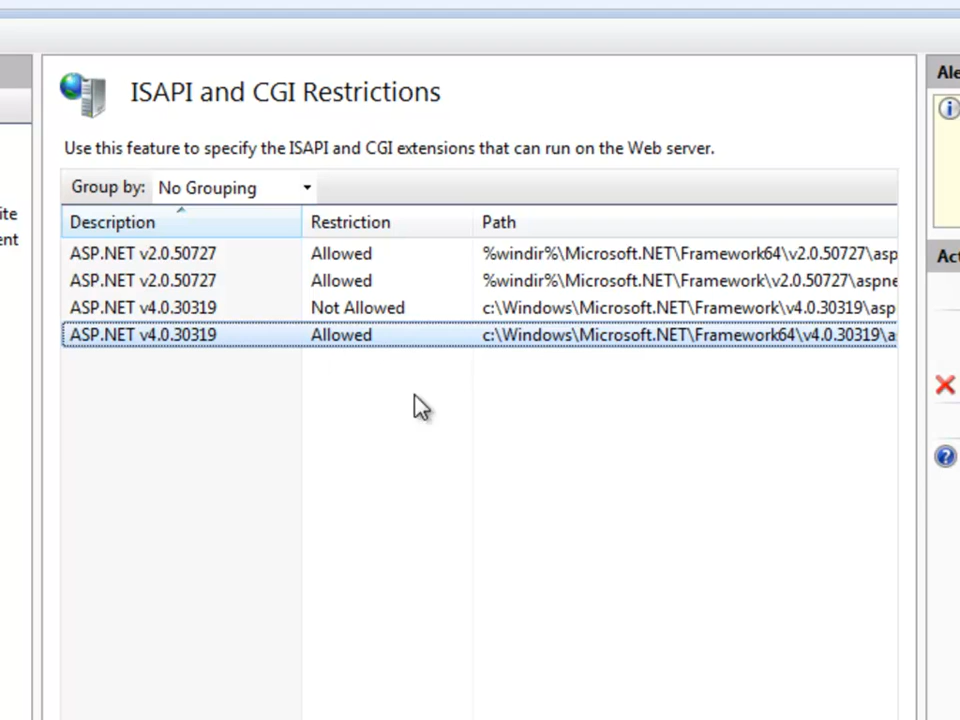 ISAPI and CGI Restrictions
Ale
Use this feature to specify the ISAPI and CGI extensions that can run on the Web server.
Group by: No Grouping
ite
ent
Description Restriction Path
ASP.NET v2.0.50727 Allowed %windir%\Microsoft.NET\Framework64\v2.0.50727\asp
ASP.NET v2.0.50727 Allowed %windir%\Microsoft.NET\Framework\v2.0.50727\aspne
ASP.NET v4.0.30319 Not Allowed c:\Windows\Microsoft.NET\Framework\v4.0.30319\asp
ASP.NET v4.0.30319 Allowed c:\Windows\Microsoft.NET\Framework64\v4.0.30319\a
Act